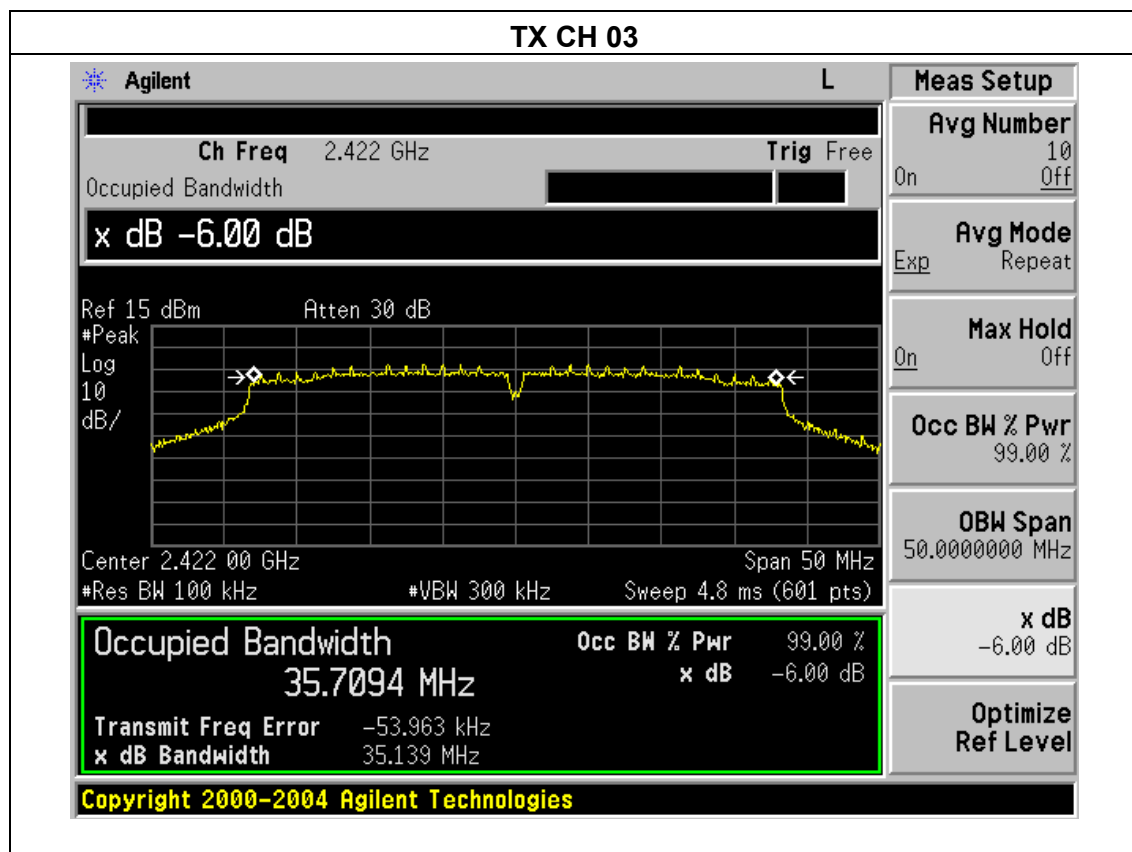 TX CH 03
Agilent L
Ch Freq 2.422 GHz Trig Free
Occupied Bandwidth
x dB -6.00 dB
Ref 15 dBm Atten 30 dB
#Peak
Log
10
dB/
Center 2.422 00 GHz Span 50 MHz
#Res BW 100 kHz #VBW 300 kHz Sweep 4.8 ms (601 pts)
Occupied Bandwidth Occ BW % Pwr 99.00 %
35.7094 MHz x dB -6.00 dB
Transmit Freq Error -53.963 kHz
x dB Bandwidth 35.139 MHz
Copyright 2000-2004 Agilent Technologies
Meas Setup
Avg Number
10
On Off
Avg Mode
Exp Repeat
Max Hold
On Off
Occ BW % Pwr
99.00 %
OBW Span
50.0000000 MHz
x dB
-6.00 dB
Optimize
Ref Level